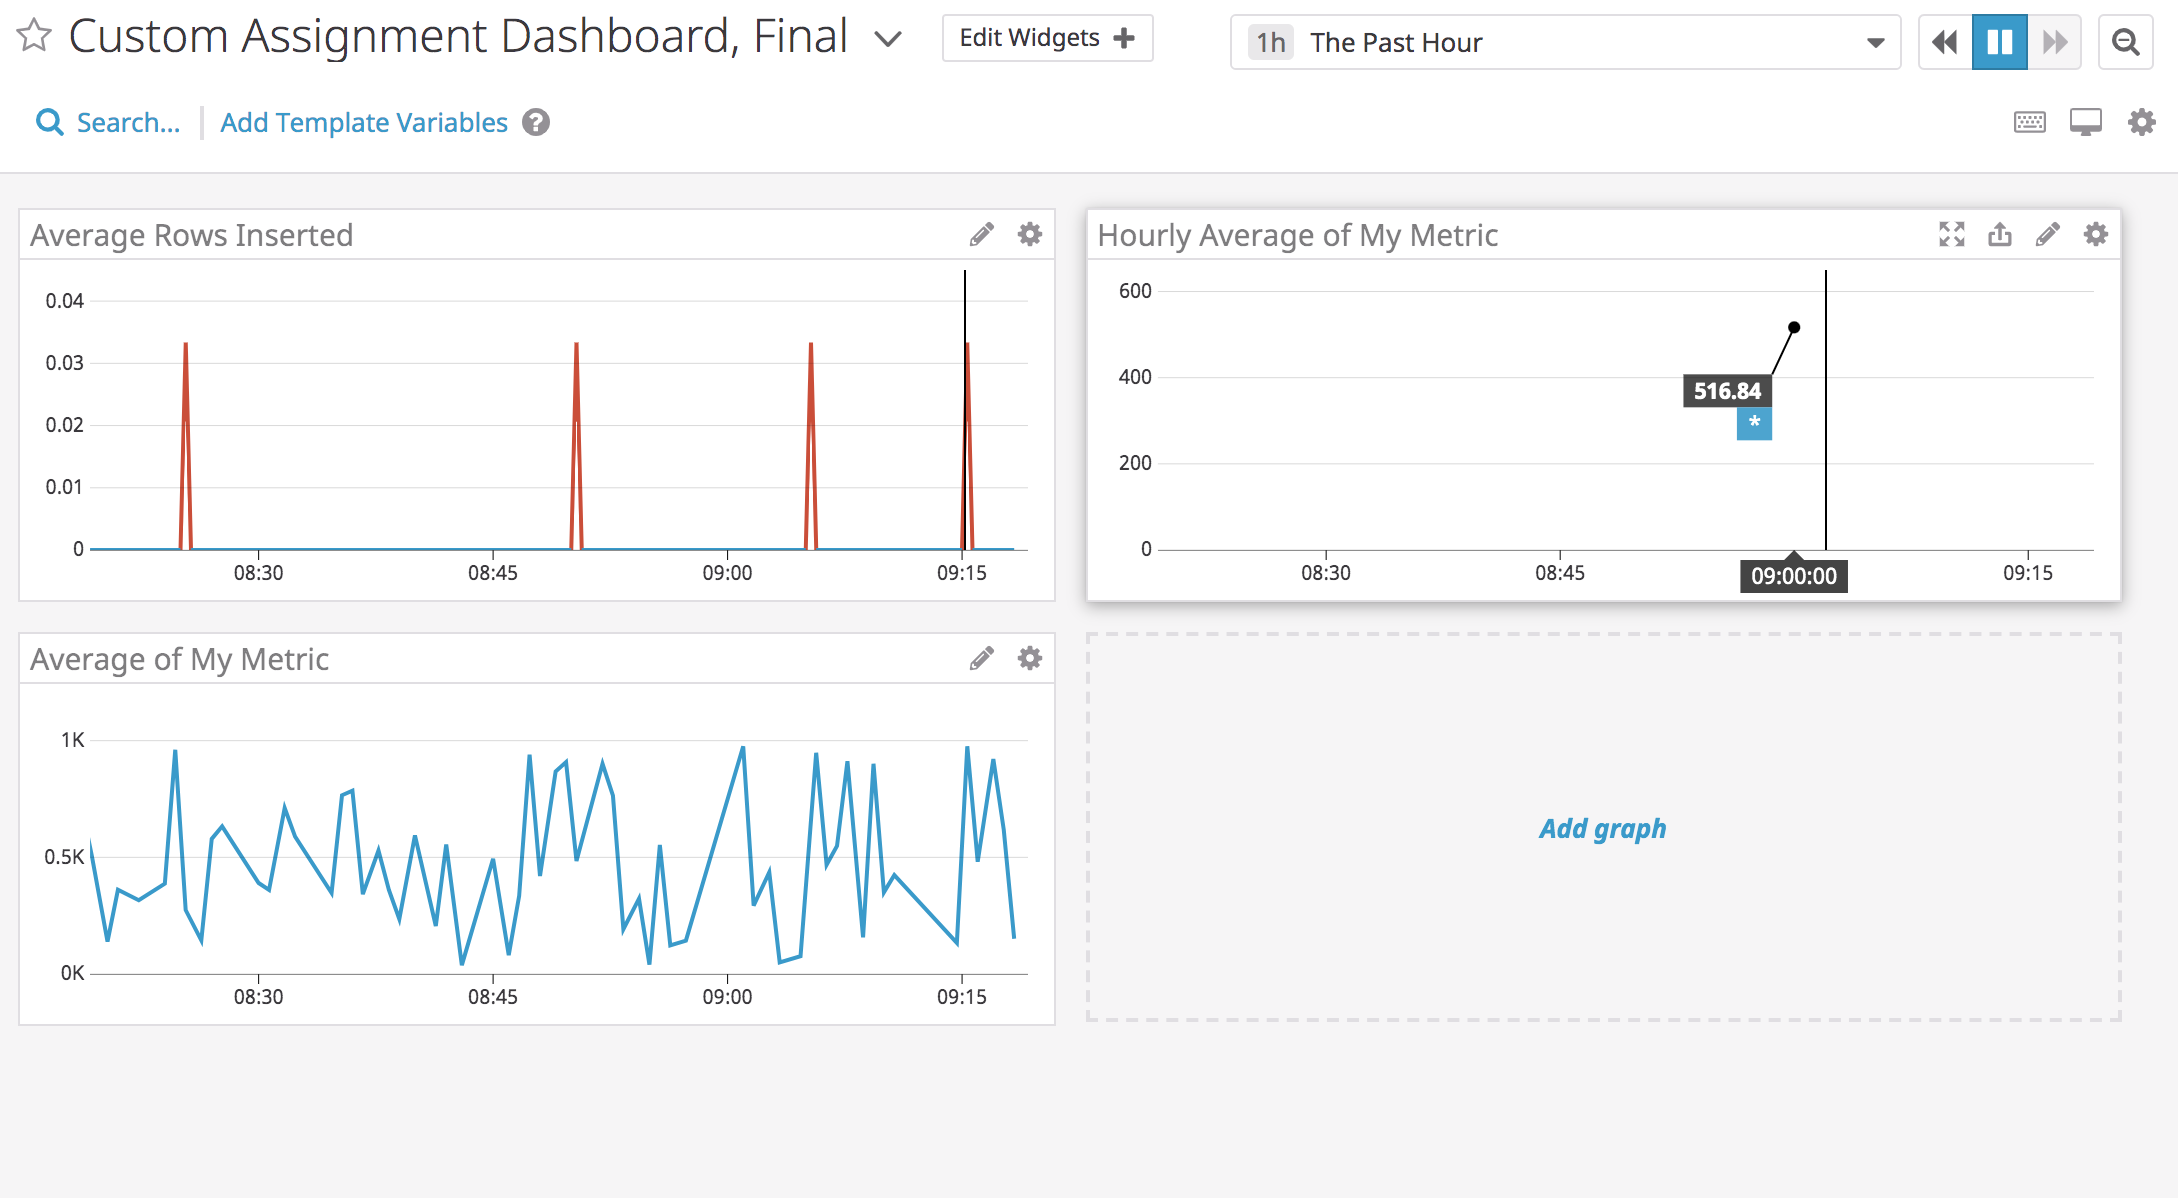 Custom Assignment Dashboard, Final
Edit Widgets
1h The Past Hour
Search... Add Template Variables ?
Average Rows Inserted
0.04
0.03
0.02
0.01
0
08:30 08:45 09:00 09:15
Hourly Average of My Metric
600
400
200
0
516.84
*
08:30 08:45 09:00:00 09:15
Average of My Metric
1K
0.5K
0K
08:30 08:45 09:00 09:15
Add graph